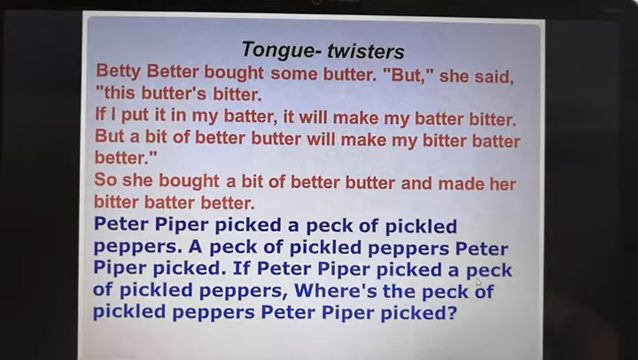 Tongue- twisters
Betty Better bought some butter. "But," she said,
"this butter's bitter.
If I put it in my batter, it will make my batter bitter.
But a bit of better butter will make my bitter batter
better."
So she bought a bit of better butter and made her
bitter batter better.
Peter Piper picked a peck of pickled
peppers. A peck of pickled peppers Peter
Piper picked. If Peter Piper picked a peck
of pickled peppers, Where's the peck of
pickled peppers Peter Piper picked?